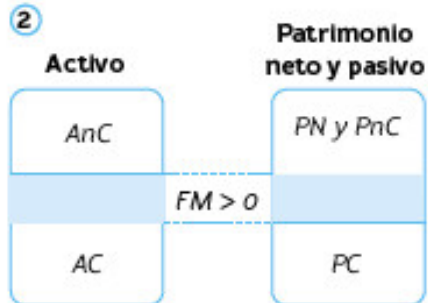 2
Activo
Patrimonio
neto y pasivo
AnC
PN y PnC
FM > 0
AC
PC